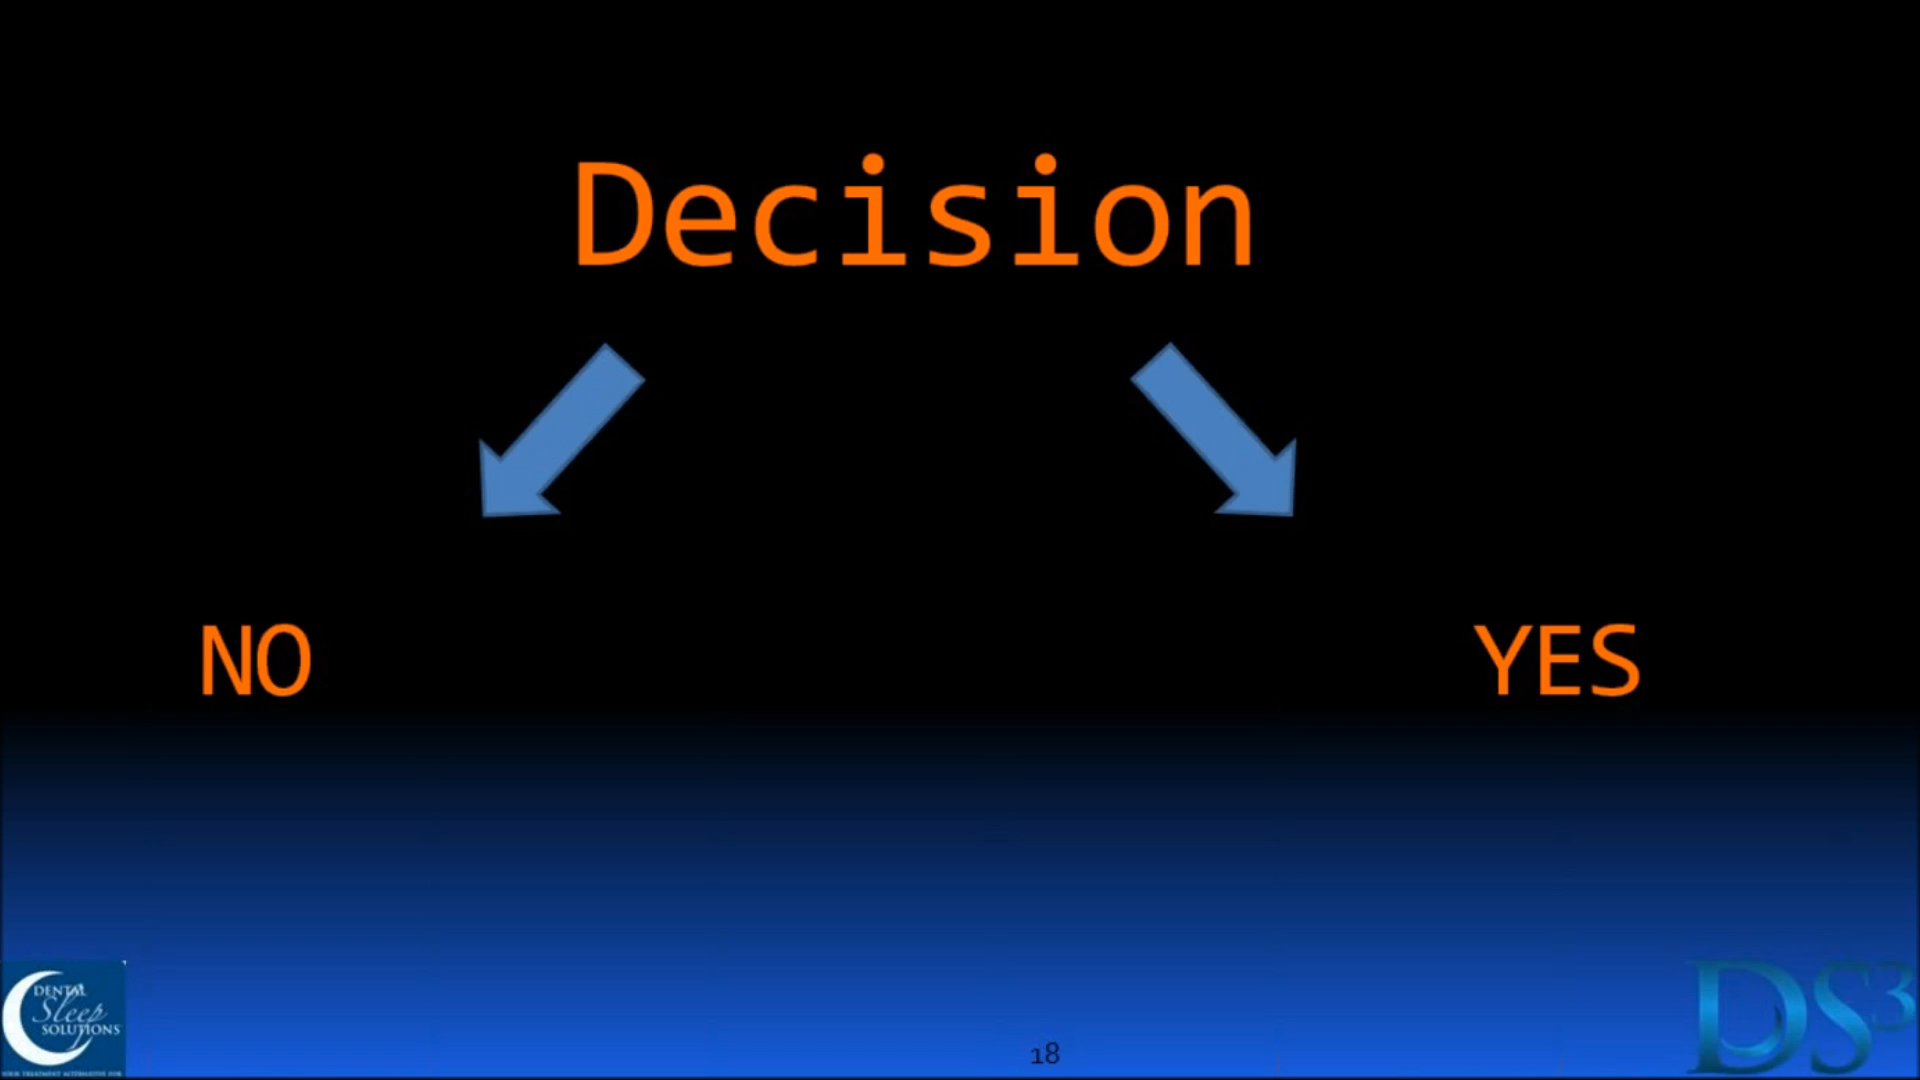 Decision
NO
YES
DENTAL
Sleep
SOLUTIONS
18
DS3